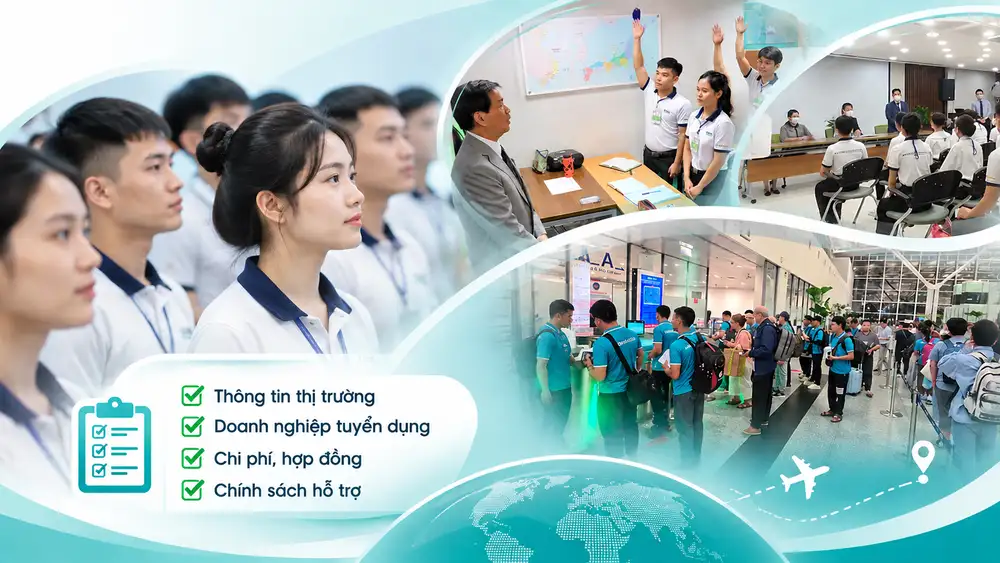 Thông tin thị trường
Doanh nghiệp tuyển dụng
Chi phí, hợp đồng
Chính sách hỗ trợ